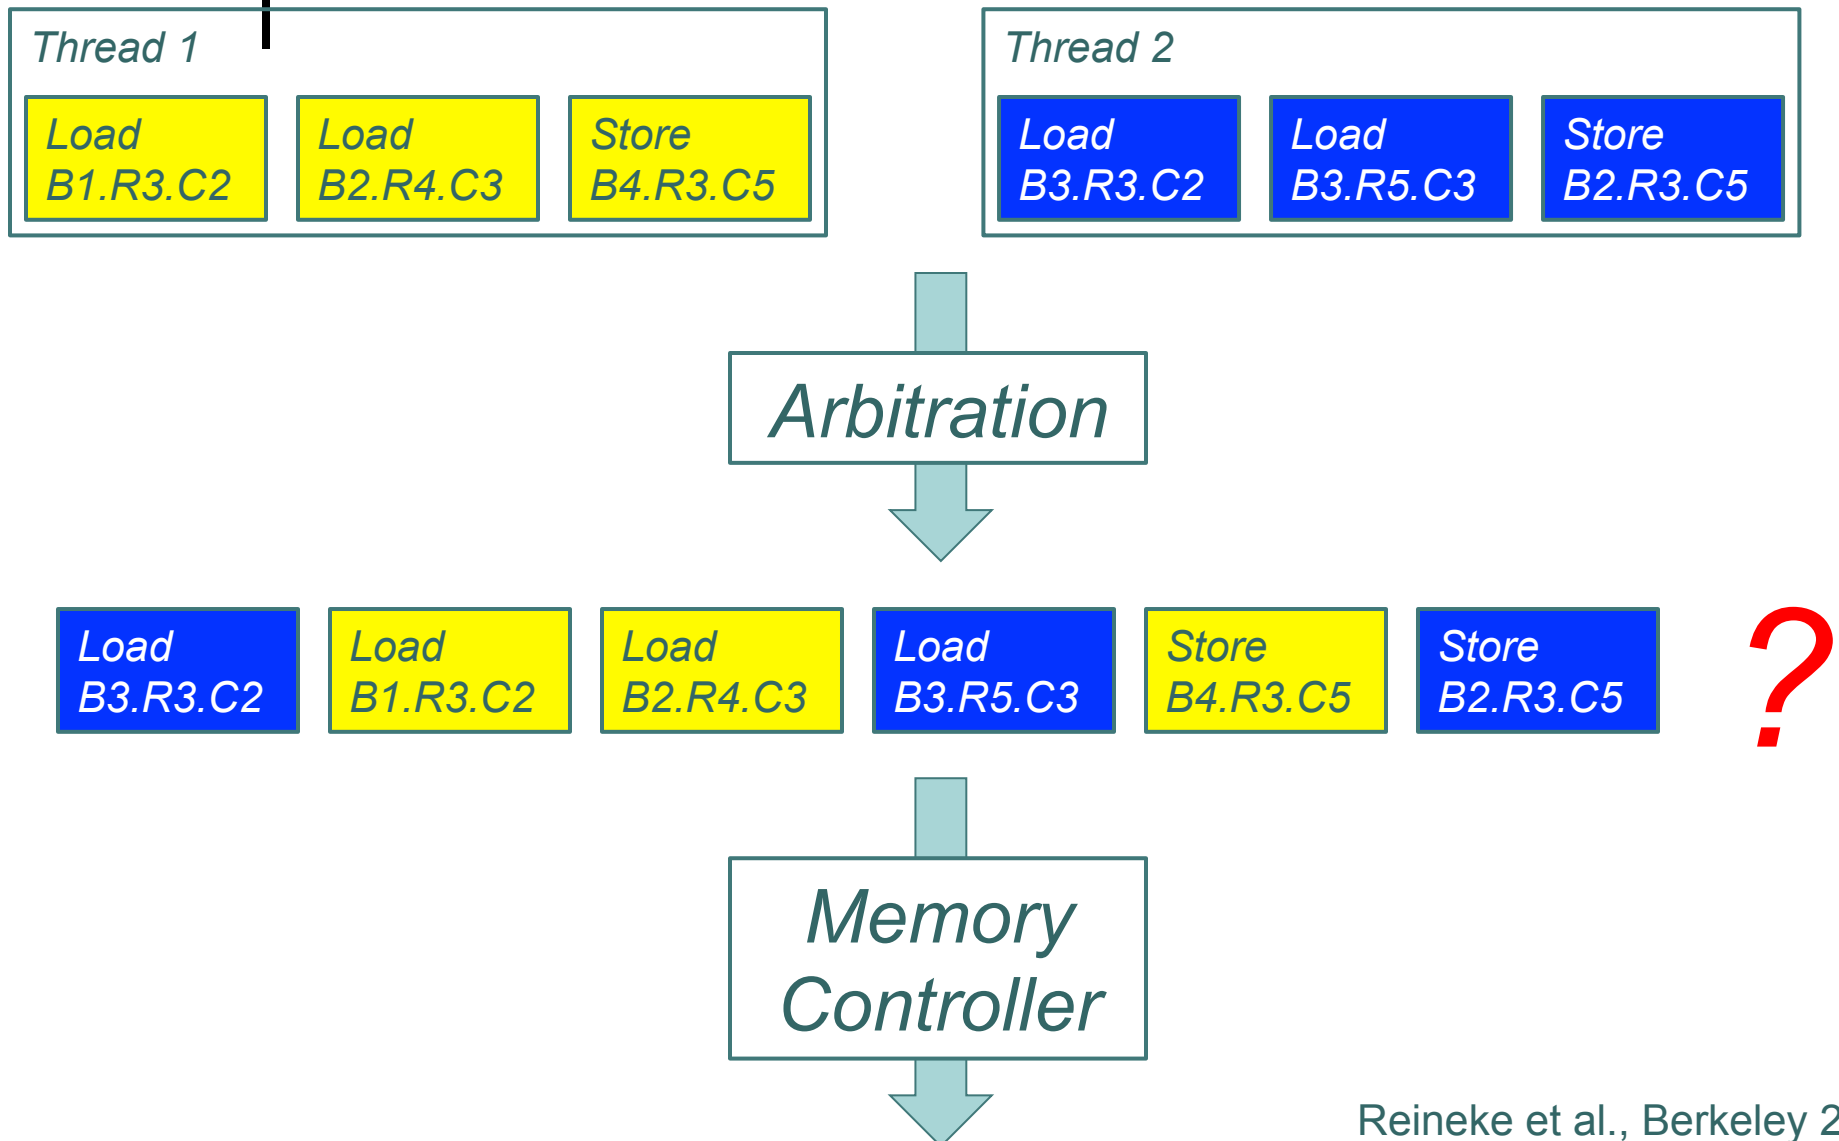 Thread 1
Load
B1.R3.C2
Load
B2.R4.C3
Store
B4.R3.C5
Thread 2
Load
B3.R3.C2
Load
B3.R5.C3
Store
B2.R3.C5
Arbitration
Load
B3.R3.C2
Load
B1.R3.C2
Load
B2.R4.C3
Load
B3.R5.C3
Store
B4.R3.C5
Store
B2.R3.C5
?
Memory
Controller
Reineke et al., Berkeley 2